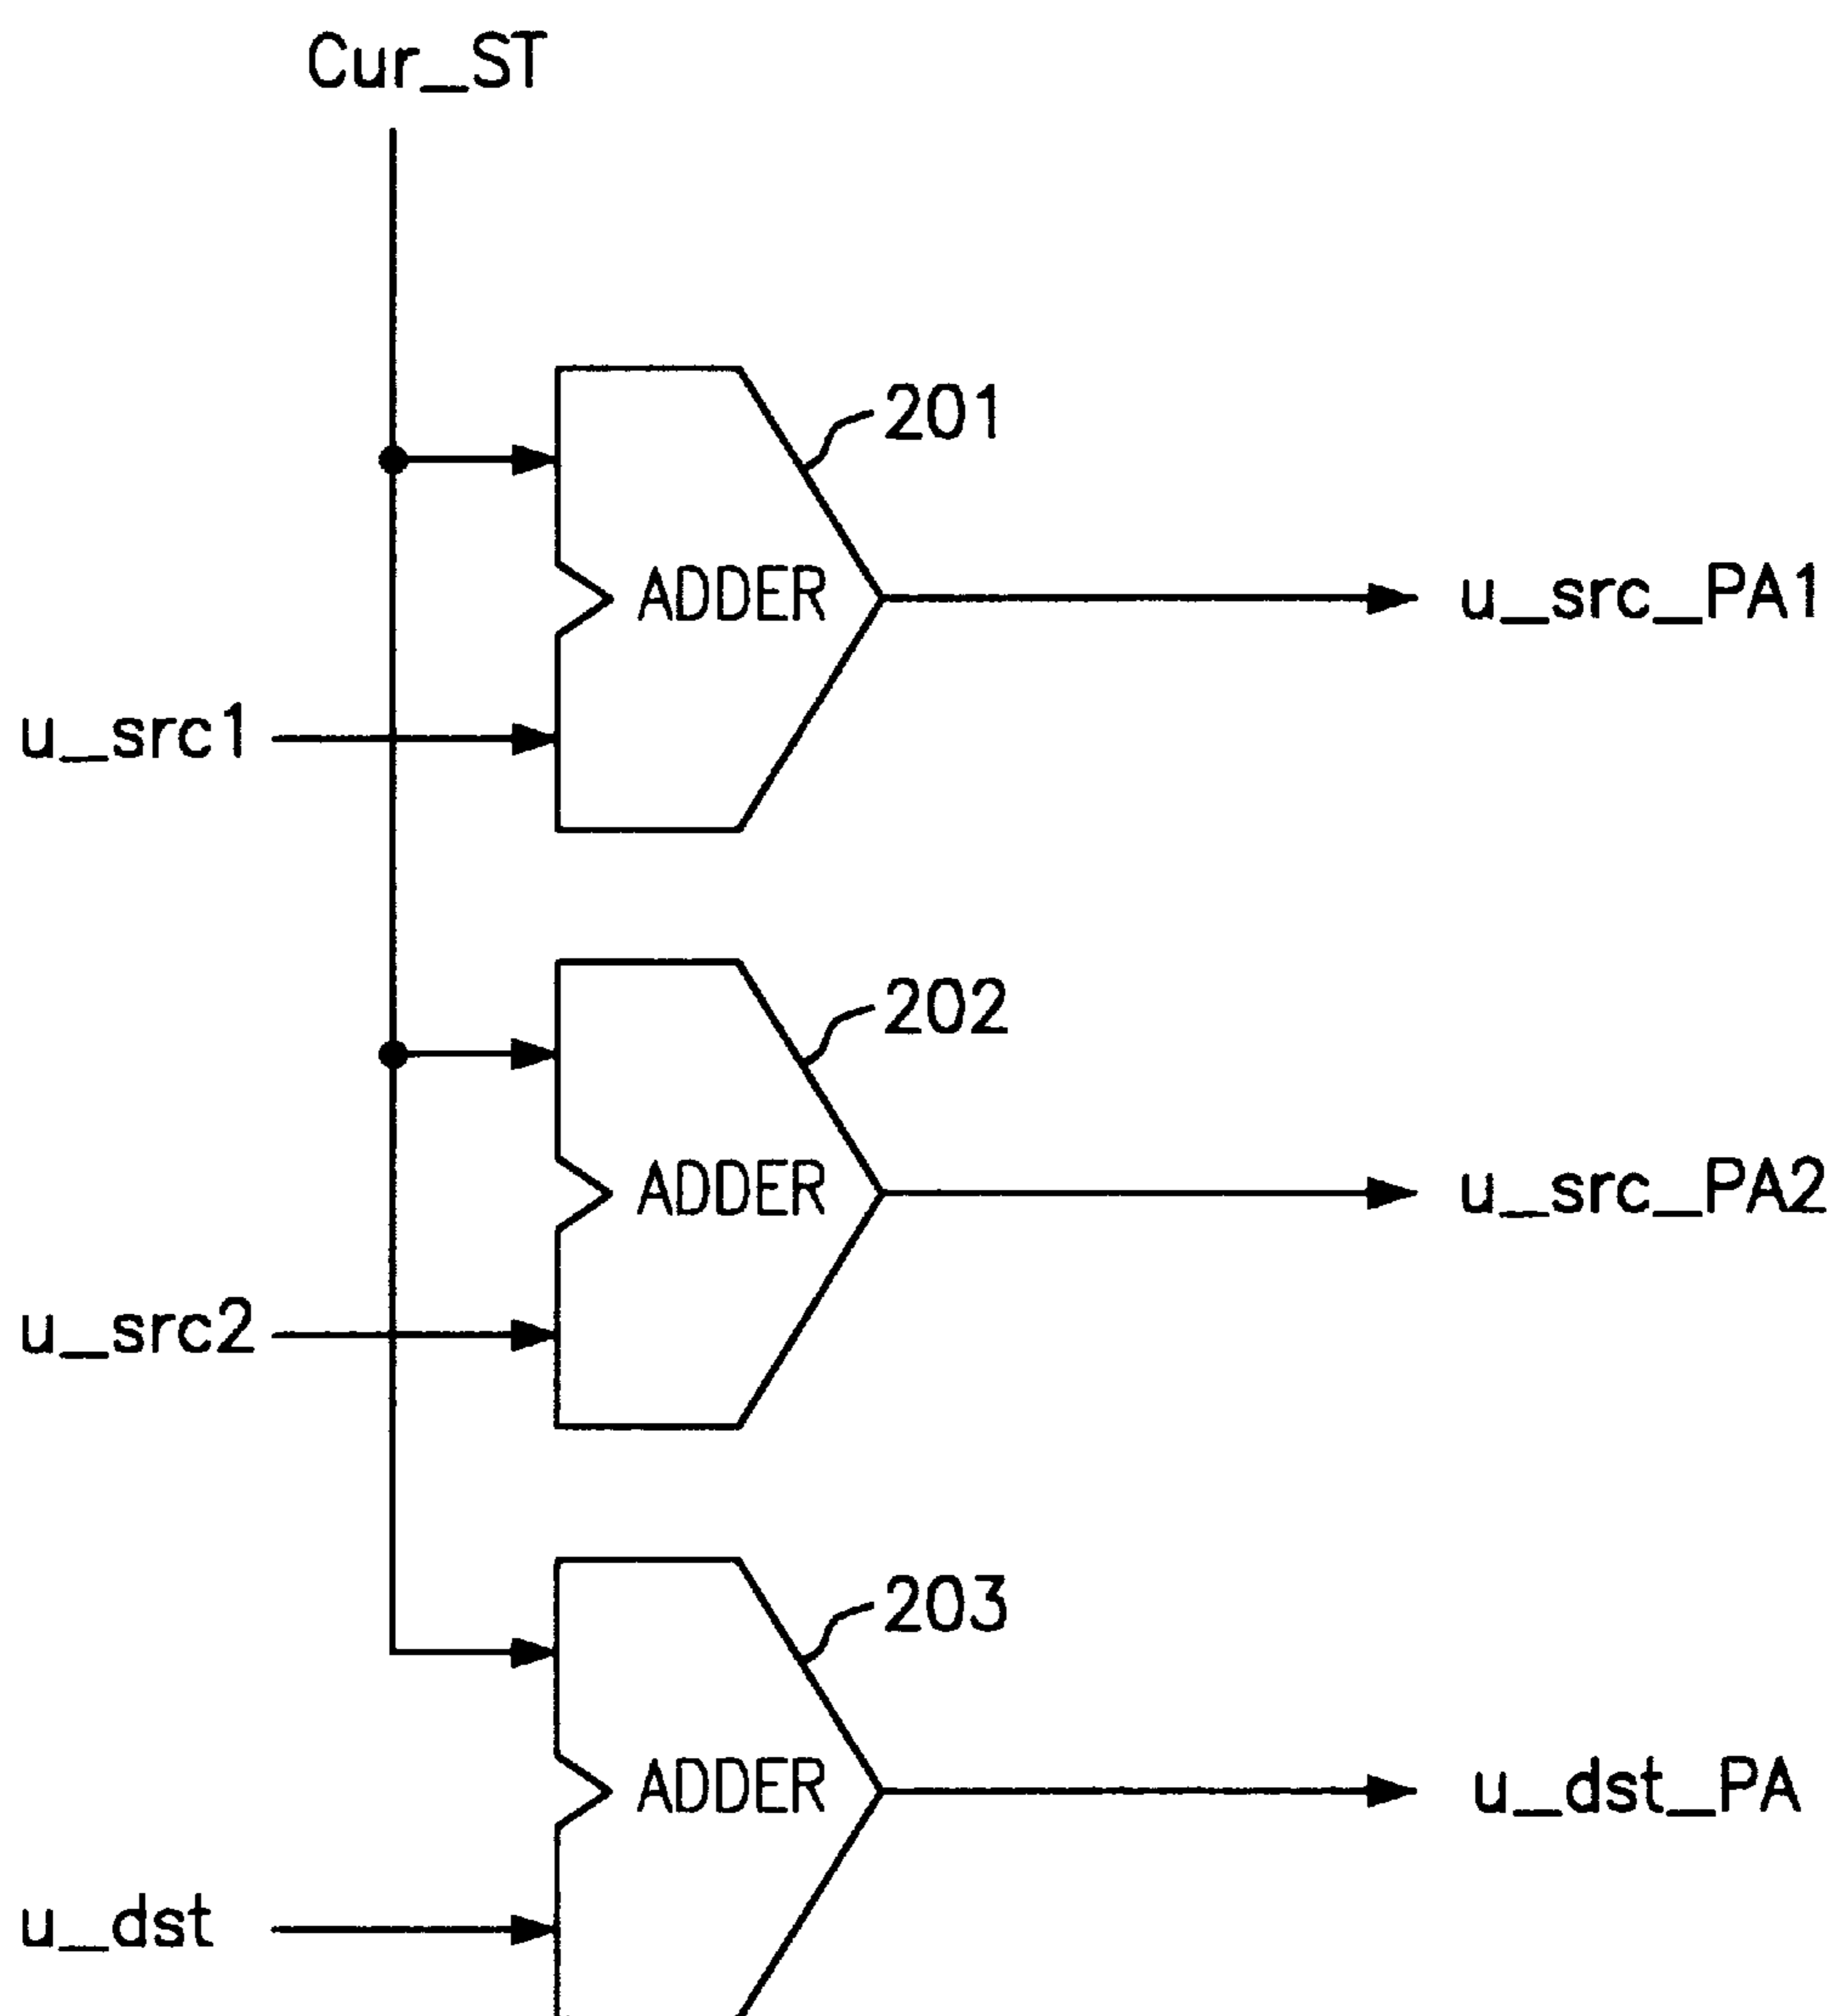 Cur_ST
201
ADDER
u_src_PA1
u_src1
202
ADDER
u_src_PA2
u_src2
203
ADDER
u_dst_PA
u_dst